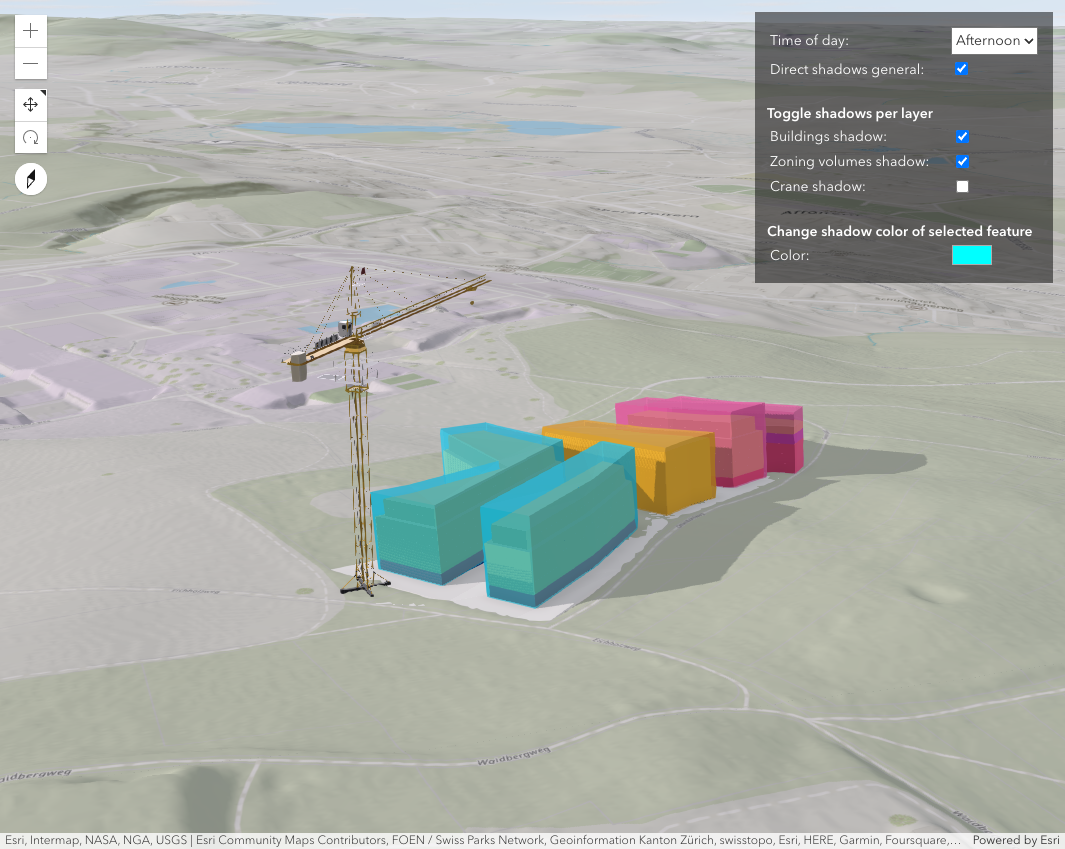 Time of day:
Afternoon
Direct shadows general:
Toggle shadows per layer
Buildings shadow:
Zoning volumes shadow:
Crane shadow:
Change shadow color of selected feature
Color:
Waidbergweg
aidbergweg
Esri, Intermap, NASA, NGA, USGS | Esri Community Maps Contributors, FOEN / Swiss Parks Network, Geoinformation Kanton Zürich, swisstopo, Esri, HERE, Garmin, Foursquare,… Powered by Esri